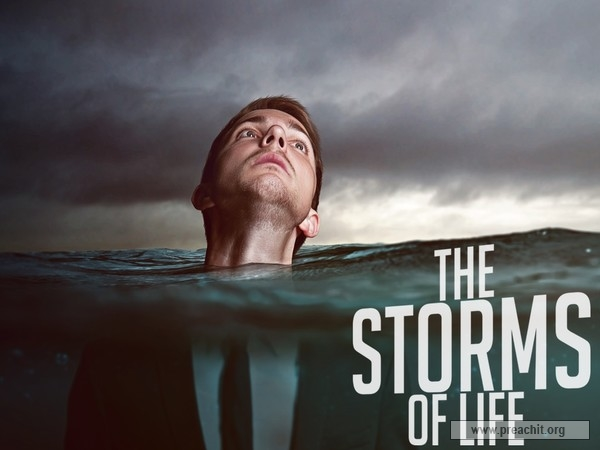 THE
STORMS
OF LIFE
www.preachit.org